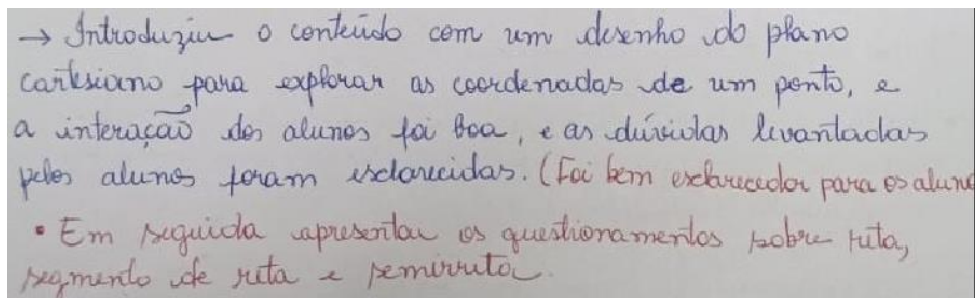 → Introduziu o conteúdo com um desenho do plano
cartesiano para explorar as coordenadas de um ponto, e
a interação dos alunos foi boa, e as dúvidas levantadas
pelos alunos foram esclarecidas. (Foi bem esclarecedor para os aluno
• Em seguida apresentou os questionamentos sobre reta,
segmento de reta e semirreta.